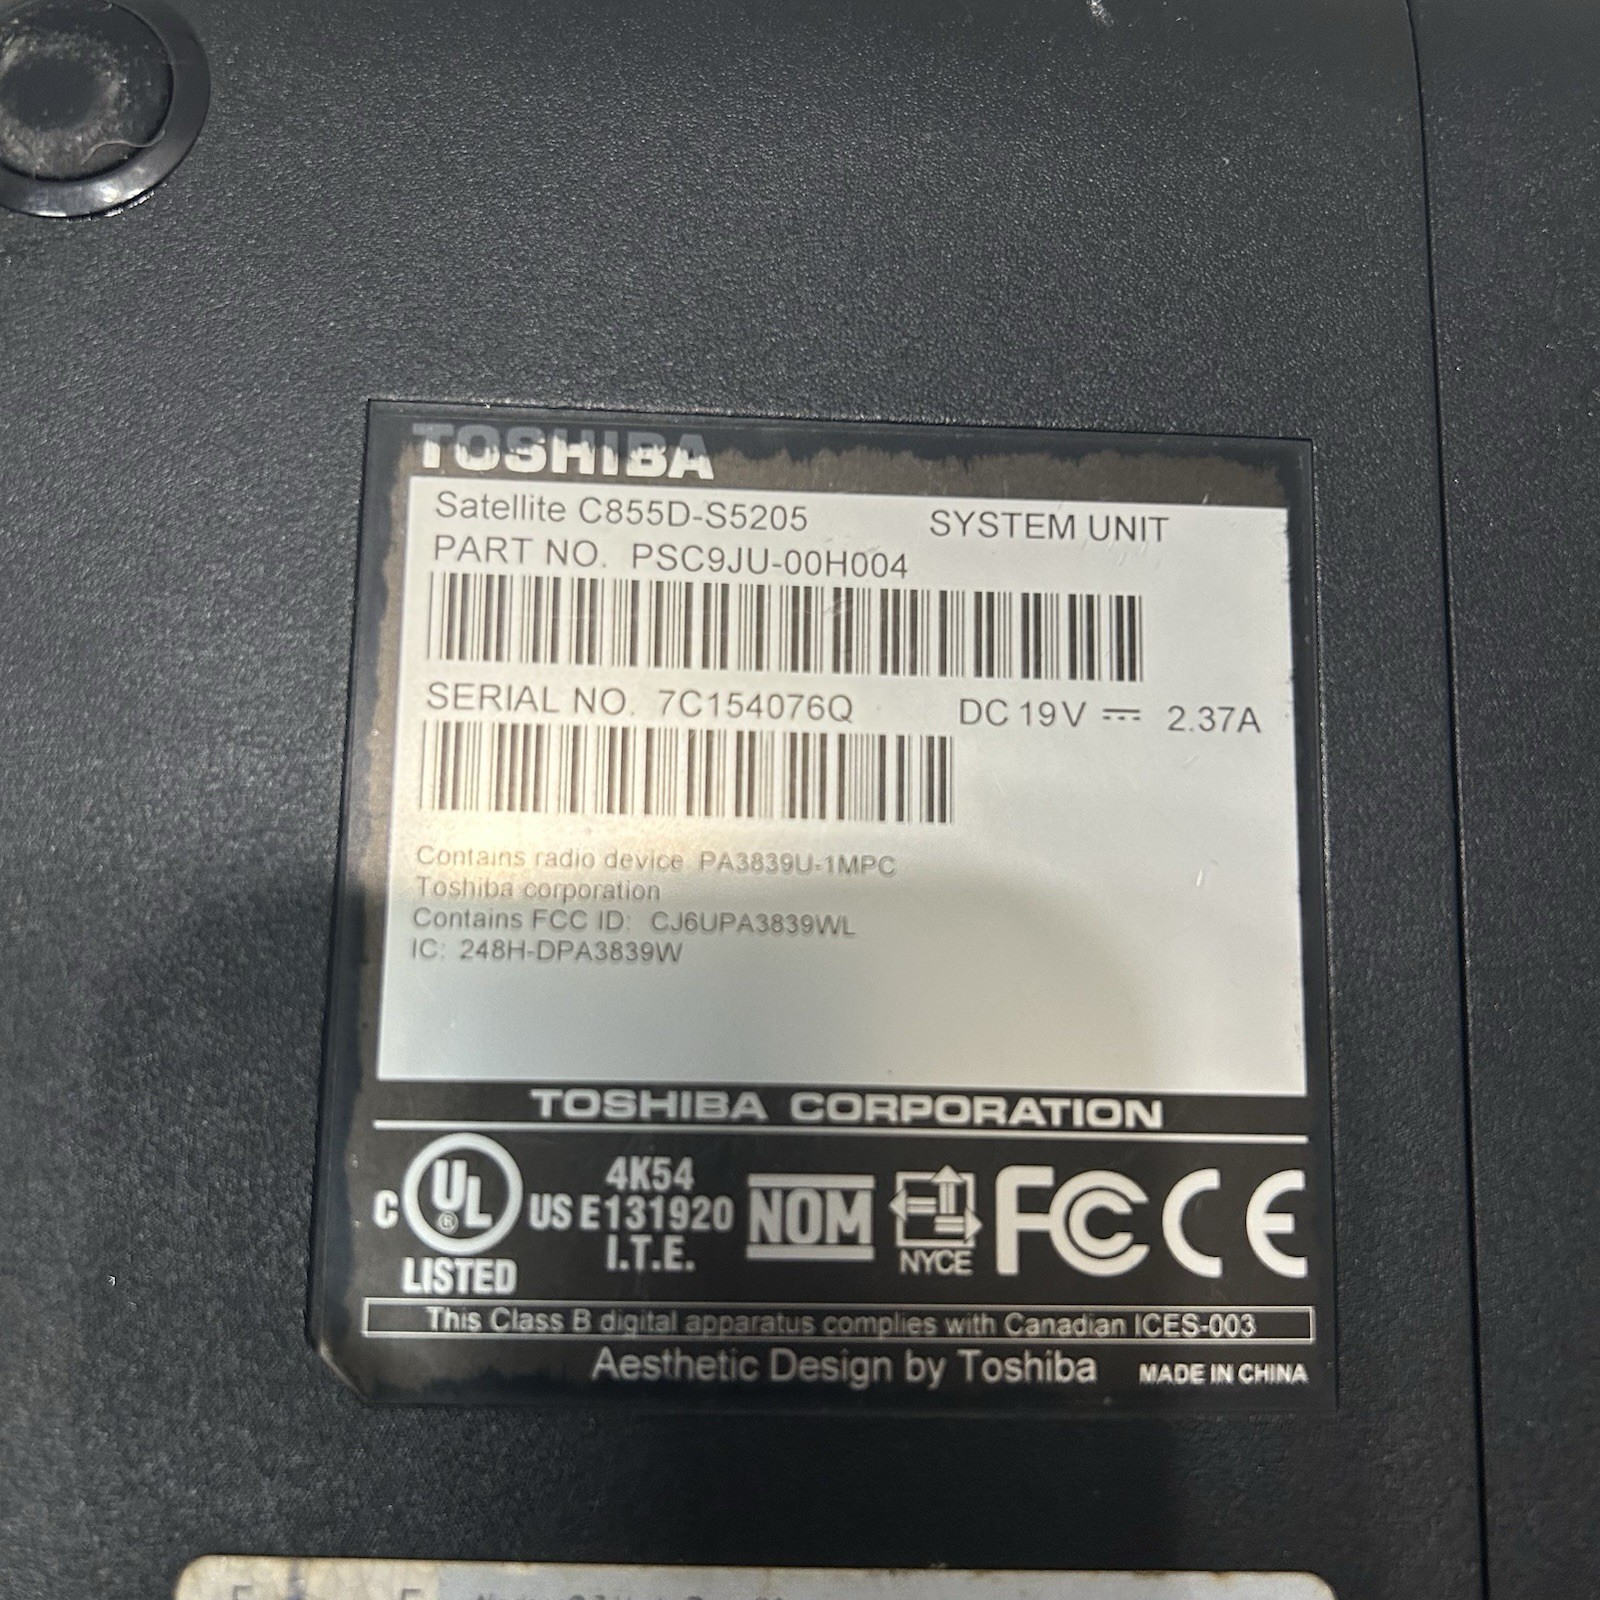 TOSHIBA
Satellite C855D-S5205 SYSTEM UNIT
PART NO. PSC9JU-00H004
SERIAL NO. 7C154076Q DC 19V ⎓ 2.37A
Contains radio device PA3839U-1MPC
Toshiba corporation
Contains FCC ID: CJ6UPA3839WL
IC: 248H-DPA3839W
TOSHIBA CORPORATION
C UL® US LISTED
4K54
E131920
I.T.E.
NOM
NYCE
FCC CE
This Class B digital apparatus complies with Canadian ICES-003
Aesthetic Design by Toshiba MADE IN CHINA